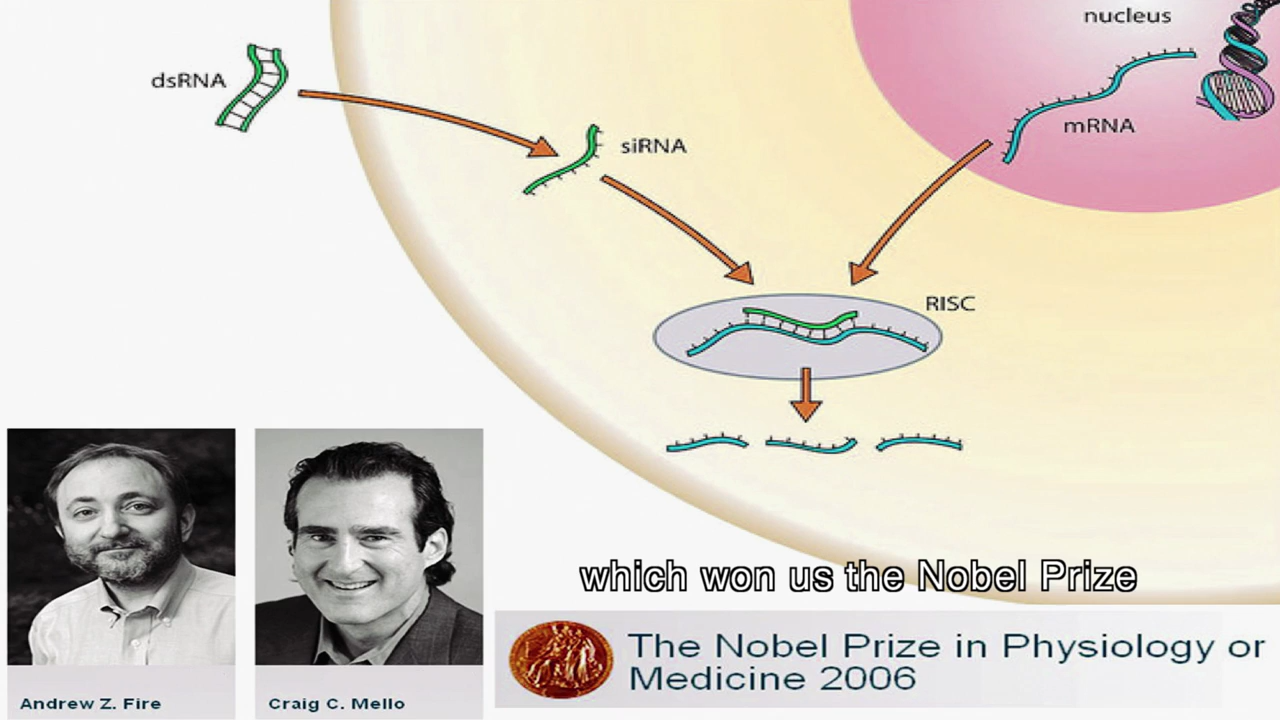 nucleus
dsRNA
mRNA
siRNA
RISC
which won us the Nobel Prize
The Nobel Prize in Physiology or
Medicine 2006
Andrew Z. Fire
Craig C. Mello